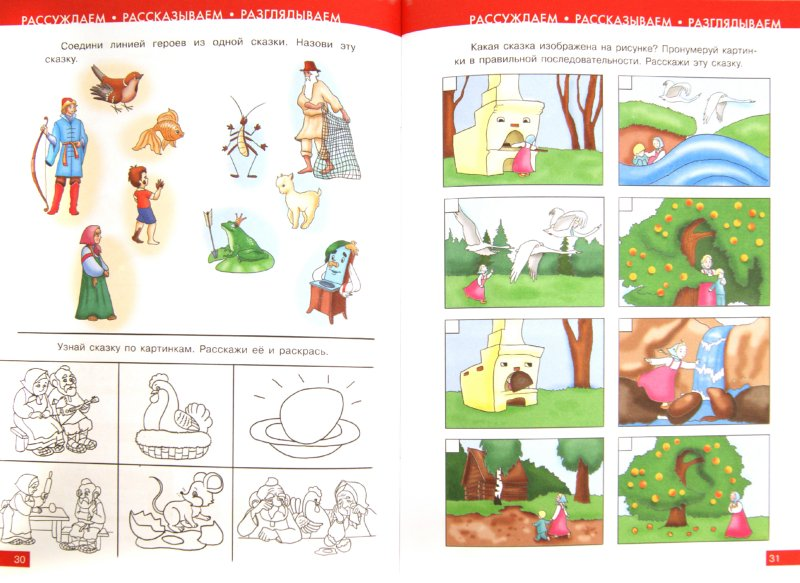 РАССУЖДАЕМ • РАССКАЗЫВАЕМ • РАЗГЛЯДЫВАЕМ
Соедини линией героев из одной сказки. Назови эту
сказку.
Узнай сказку по картинкам. Расскажи её и раскрась.
30
РАССУЖДАЕМ • РАССКАЗЫВАЕМ • РАЗГЛЯДЫВАЕМ
Какая сказка изображена на рисунке? Пронумеруй картин-
ки в правильной последовательности. Расскажи эту сказку.
31